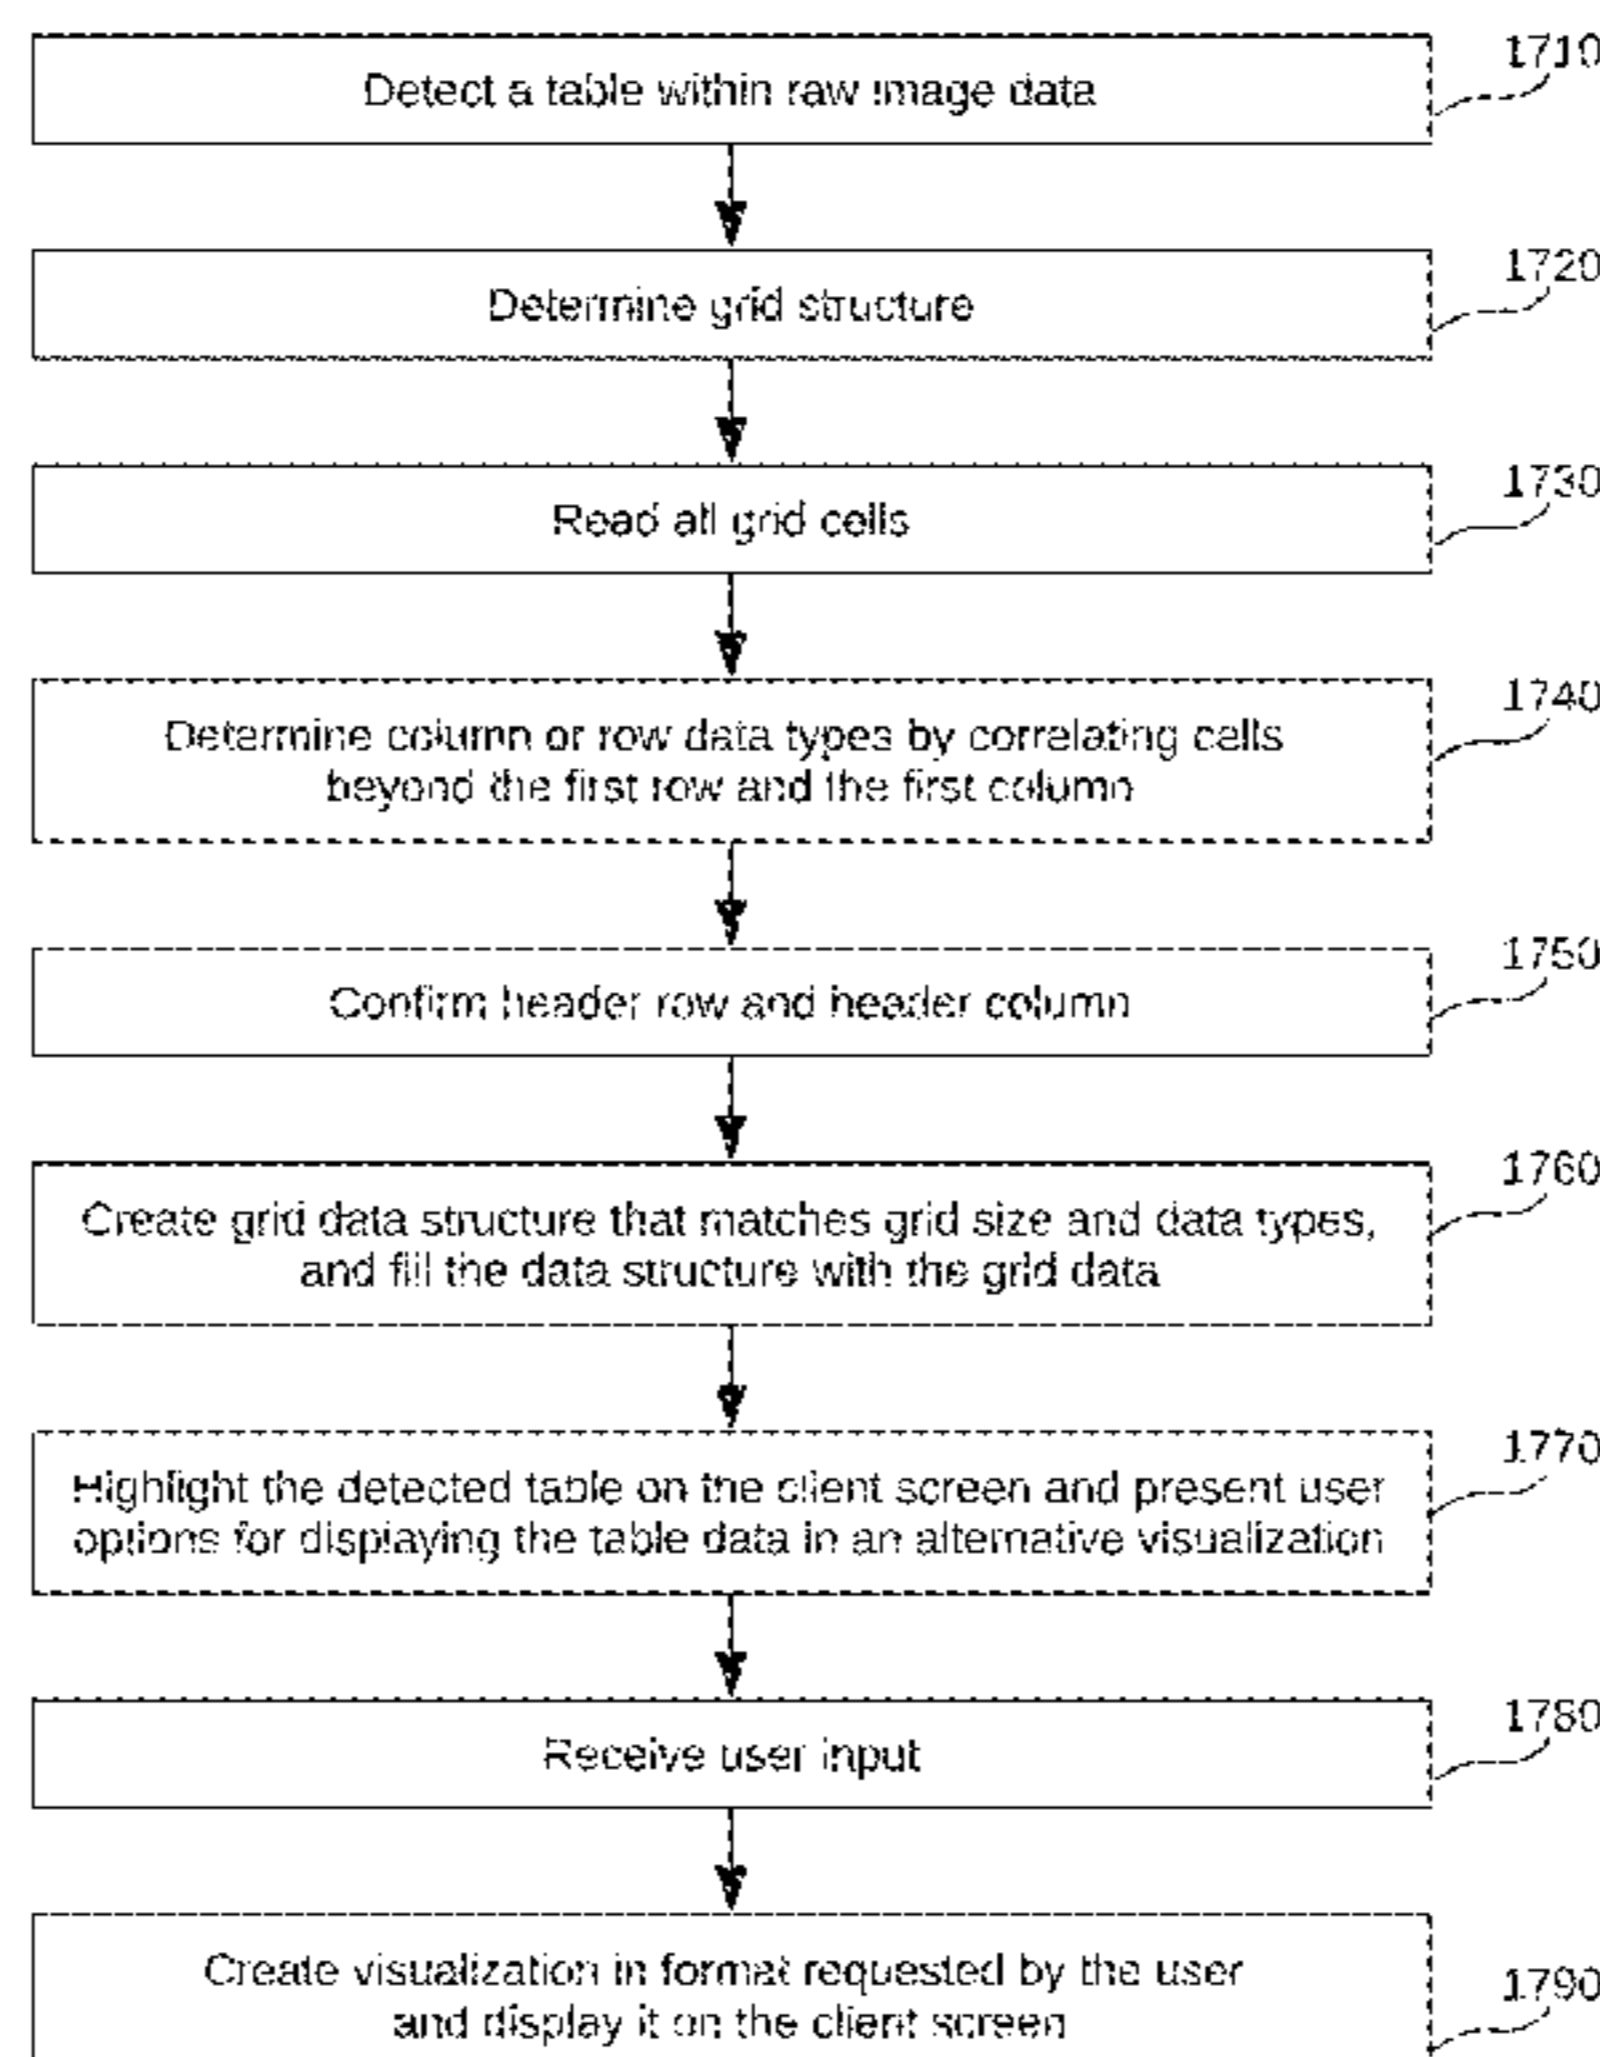 1710
Detect a table within raw image data
1720
Determine grid structure
1730
Read all grid cells
1740
Determine column or row data types by correlating cells
beyond the first row and the first column
1750
Confirm header row and header column
1760
Create grid data structure that matches grid size and data types,
and fill the data structure with the grid data
1770
Highlight the detected table on the client screen and present user
options for displaying the table data in an alternative visualization
1780
Receive user input
Create visualization in format requested by the user
1790
and display it on the client screen